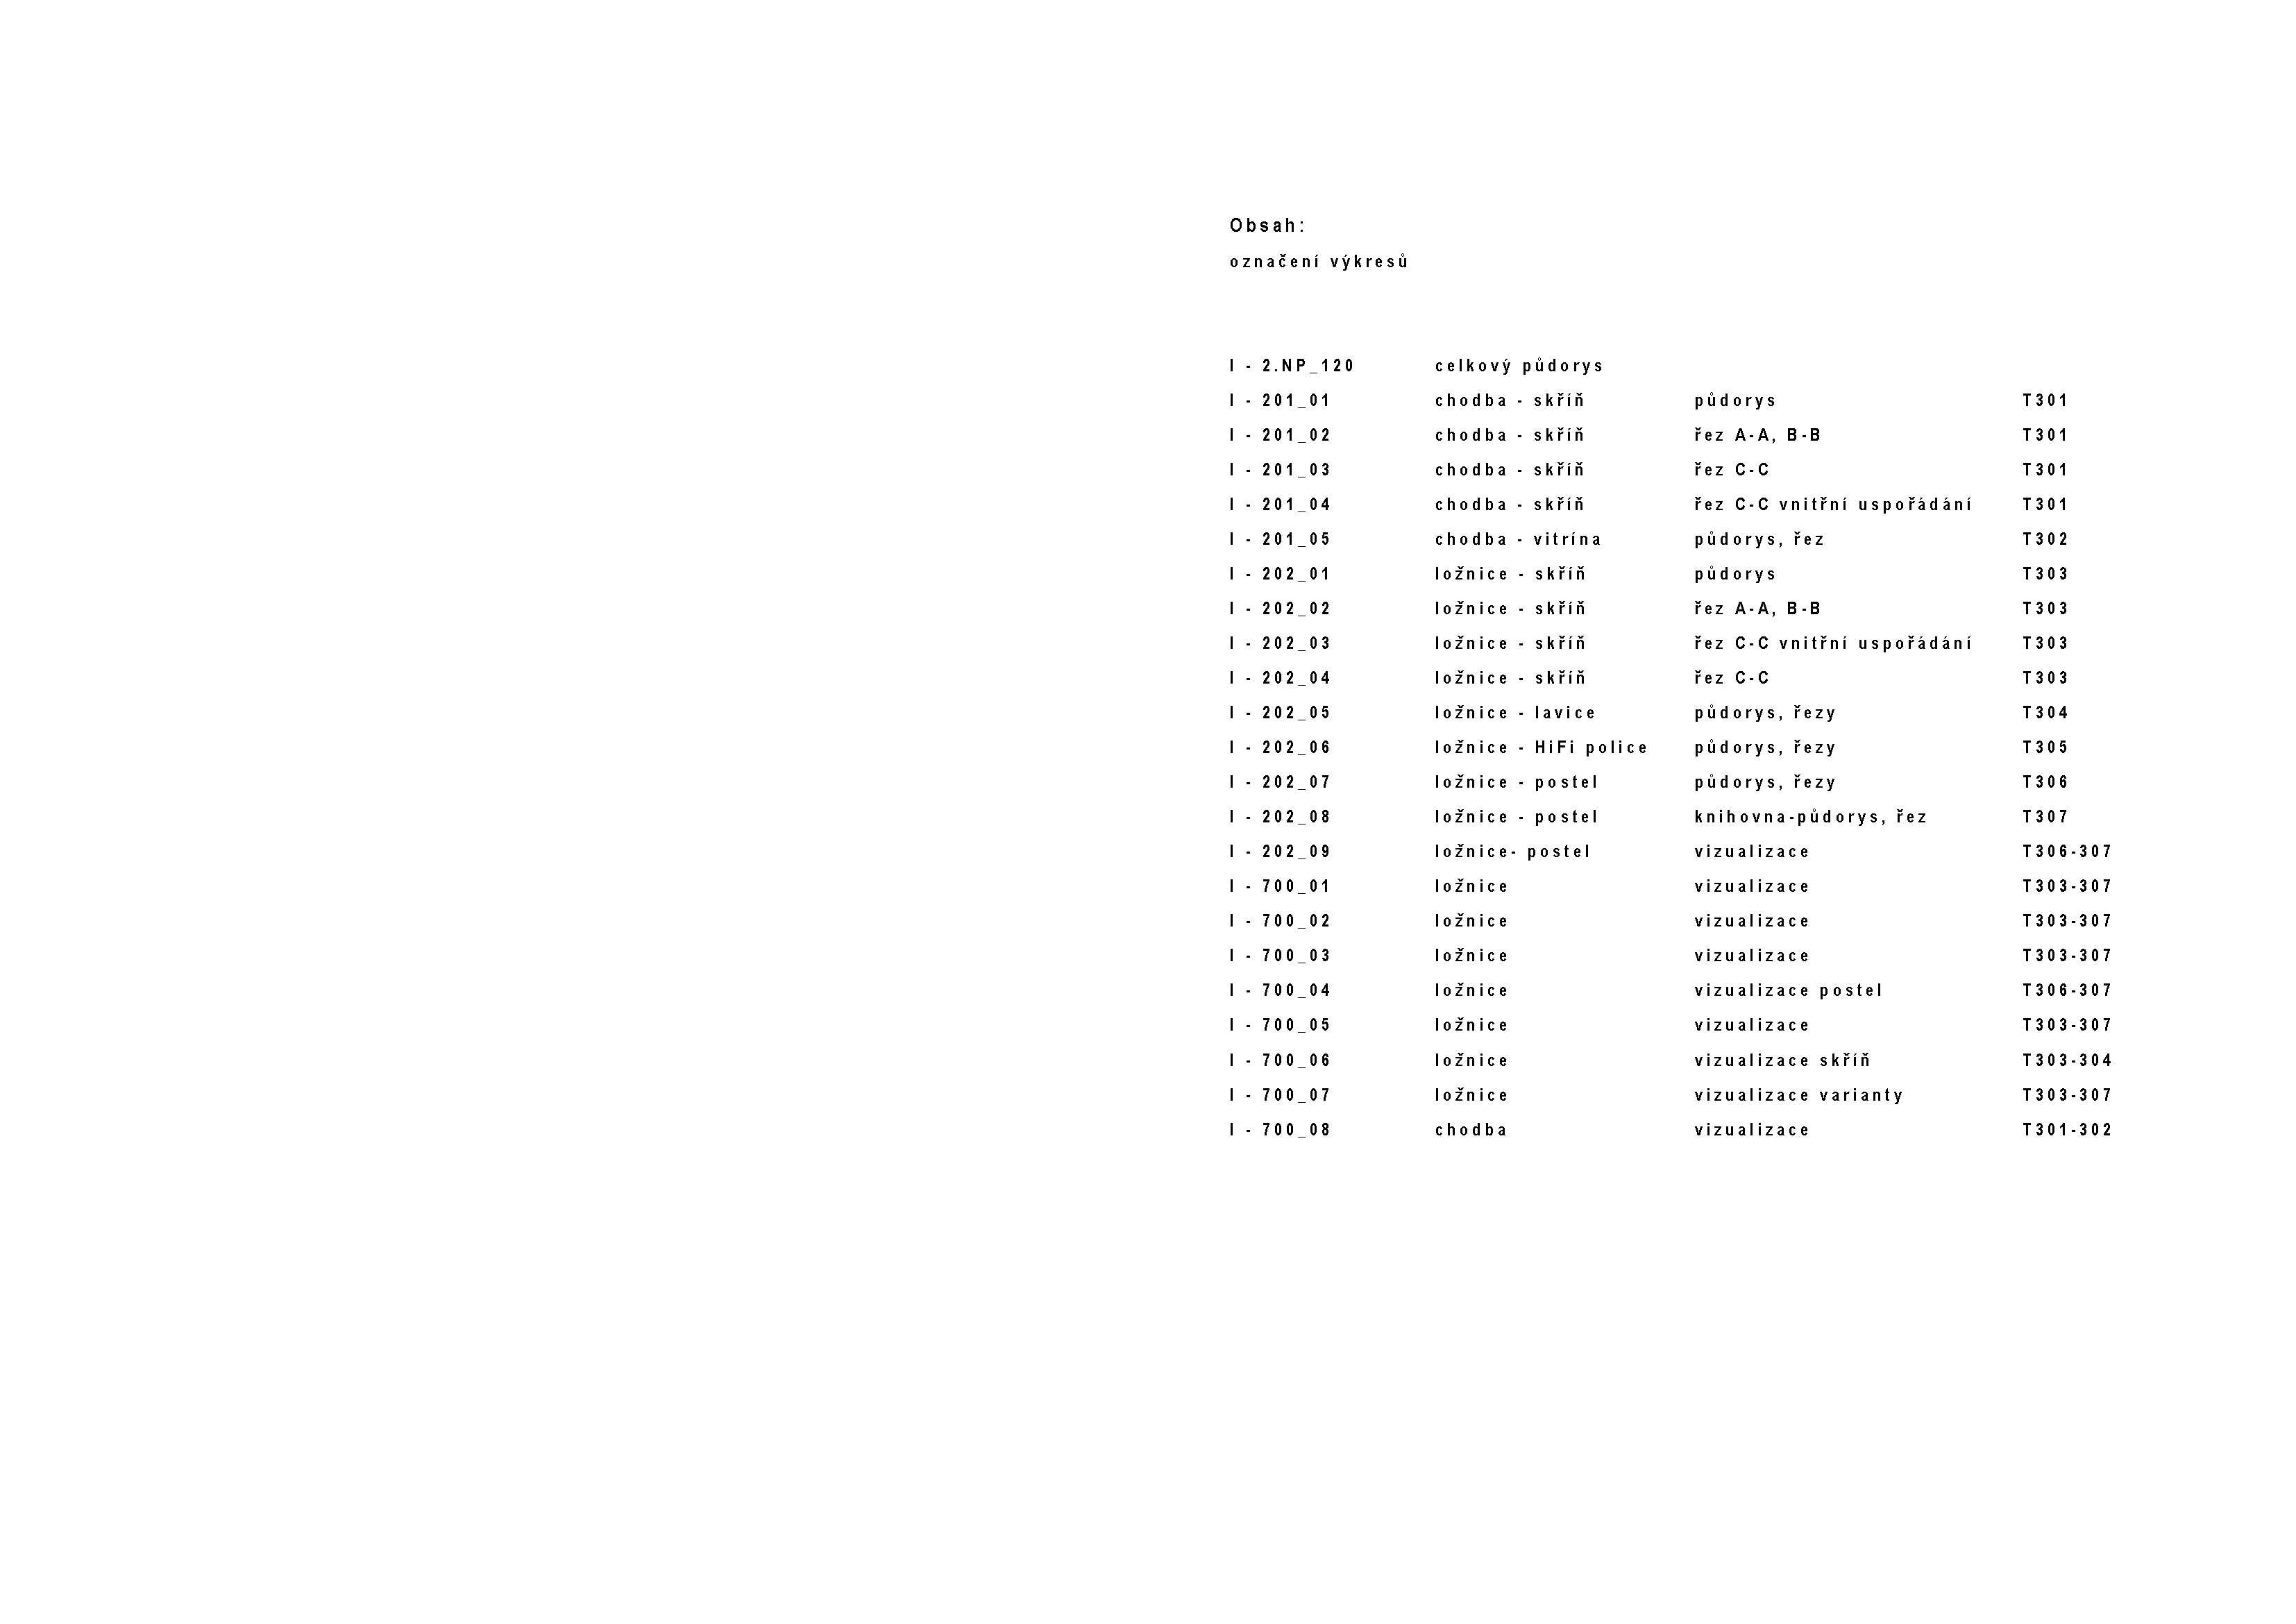 Obsah:
označení výkresů
I - 2.NP_120 celkový půdorys
I - 201_01 chodba - skříň půdorys T301
I - 201_02 chodba - skříň řez A-A, B-B T301
I - 201_03 chodba - skříň řez C-C T301
I - 201_04 chodba - skříň řez C-C vnitřní uspořádání T301
I - 201_05 chodba - vitrína půdorys, řez T302
I - 202_01 ložnice - skříň půdorys T303
I - 202_02 ložnice - skříň řez A-A, B-B T303
I - 202_03 ložnice - skříň řez C-C vnitřní uspořádání T303
I - 202_04 ložnice - skříň řez C-C T303
I - 202_05 ložnice - lavice půdorys, řezy T304
I - 202_06 ložnice - HiFi police půdorys, řezy T305
I - 202_07 ložnice - postel půdorys, řezy T306
I - 202_08 ložnice - postel knihovna-půdorys, řez T307
I - 202_09 ložnice- postel vizualizace T306-307
I - 700_01 ložnice vizualizace T303-307
I - 700_02 ložnice vizualizace T303-307
I - 700_03 ložnice vizualizace T303-307
I - 700_04 ložnice vizualizace postel T306-307
I - 700_05 ložnice vizualizace T303-307
I - 700_06 ložnice vizualizace skříň T303-304
I - 700_07 ložnice vizualizace varianty T303-307
I - 700_08 chodba vizualizace T301-302